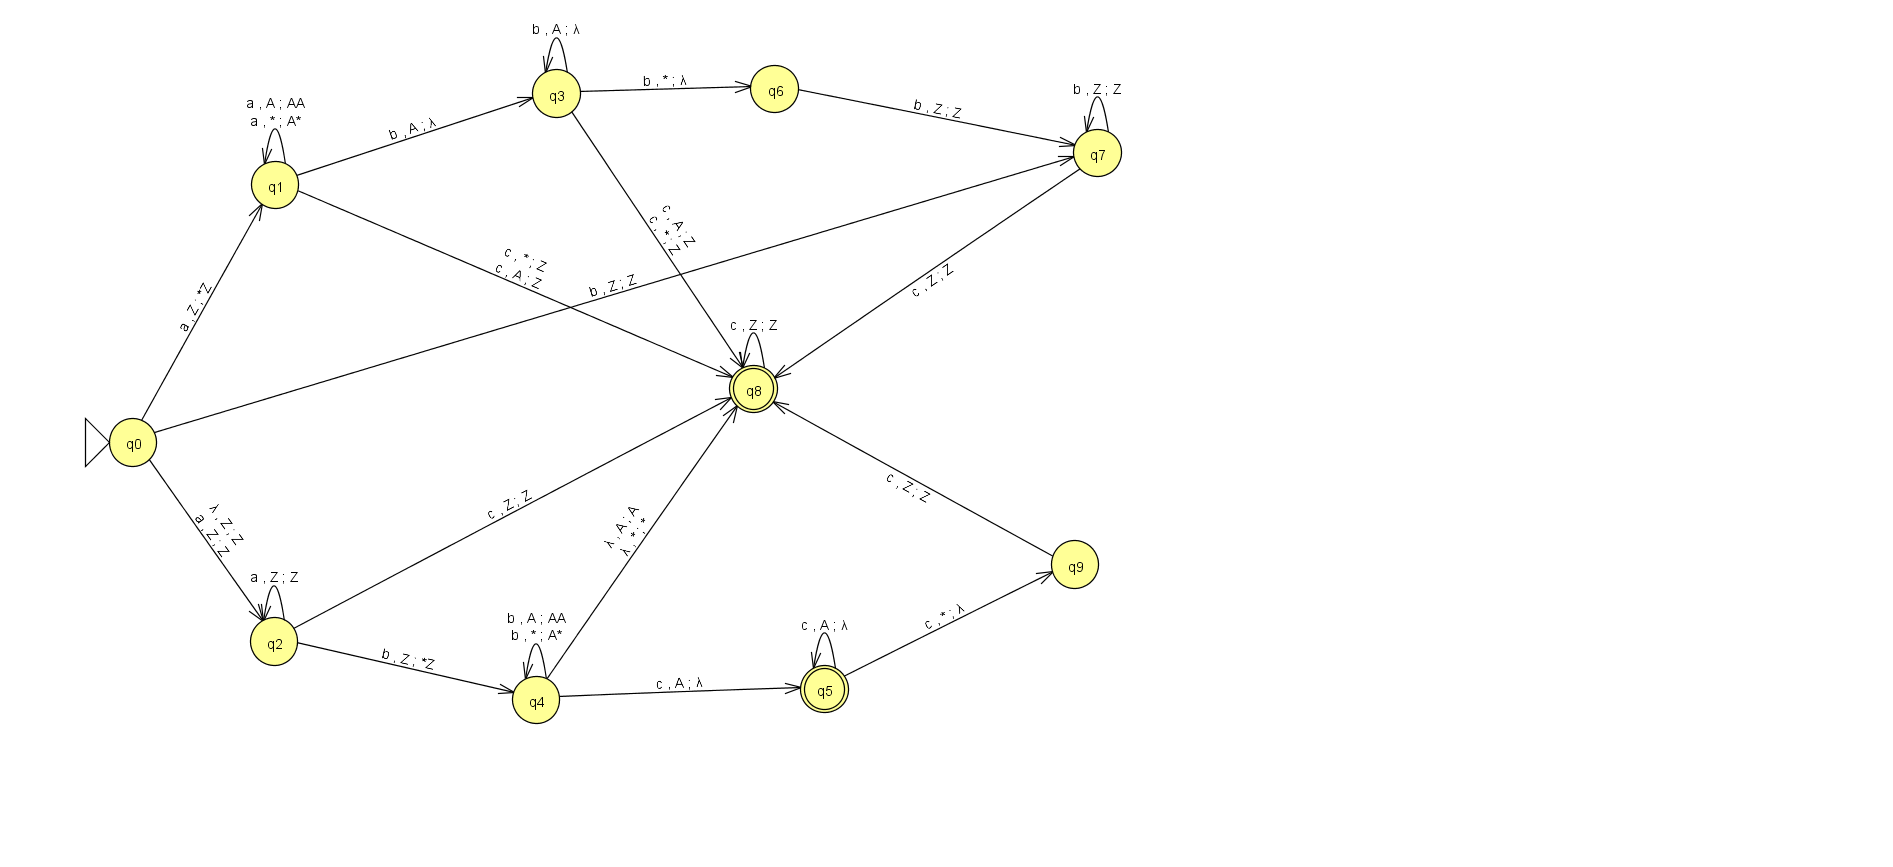 b , A ; λ
q3
b , * ; λ
q6
b , Z ; Z
b , Z ; Z
q7
a , A ; AA
a , * ; A*
q1
b , A ; λ
c , A ; Z
c , * ; Z
c , * ; Z
c , A ; Z
b , Z ; Z
c , Z ; Z
a , Z ; *Z
c , Z ; Z
q8
q0
λ , Z ; Z
a , Z ; Z
c , Z ; Z
λ , A ; A
λ , * ; *
c , Z ; Z
q9
a , Z ; Z
q2
b , Z ; *Z
b , A ; AA
b , * ; A*
q4
c , A ; λ
c , A ; λ
q5
c , * ; λ